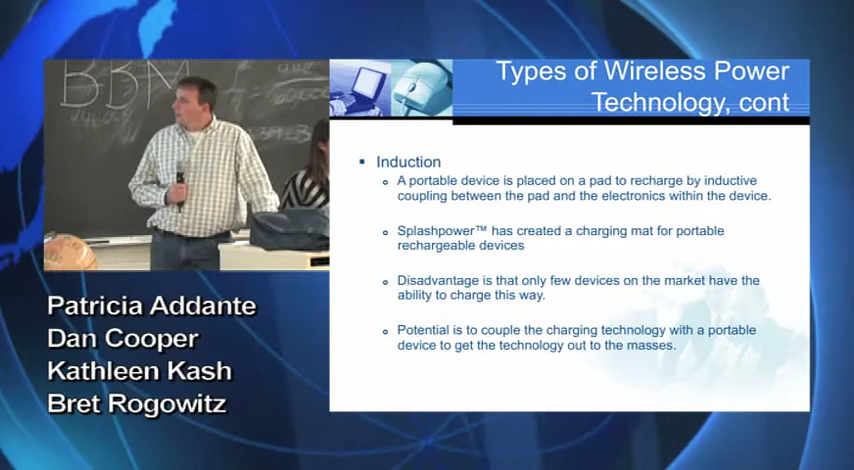 BBM
Types of Wireless Power
Technology, cont
Induction
A portable device is placed on a pad to recharge by inductive
coupling between the pad and the electronics within the device.
Splashpower™ has created a charging mat for portable
rechargeable devices
Disadvantage is that only few devices on the market have the
ability to charge this way.
Potential is to couple the charging technology with a portable
device to get the technology out to the masses.
Patricia Addante
Dan Cooper
Kathleen Kash
Bret Rogowitz